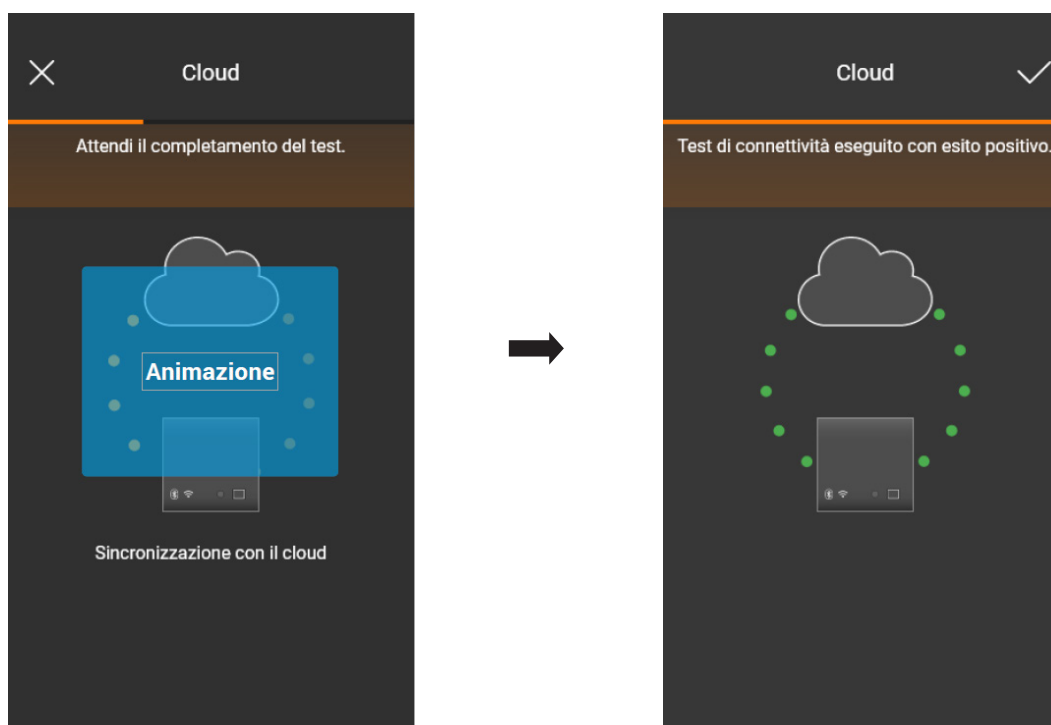 Cloud
Attendi il completamento del test.
Animazione
Sincronizzazione con il cloud
Cloud
Test di connettività eseguito con esito positivo.